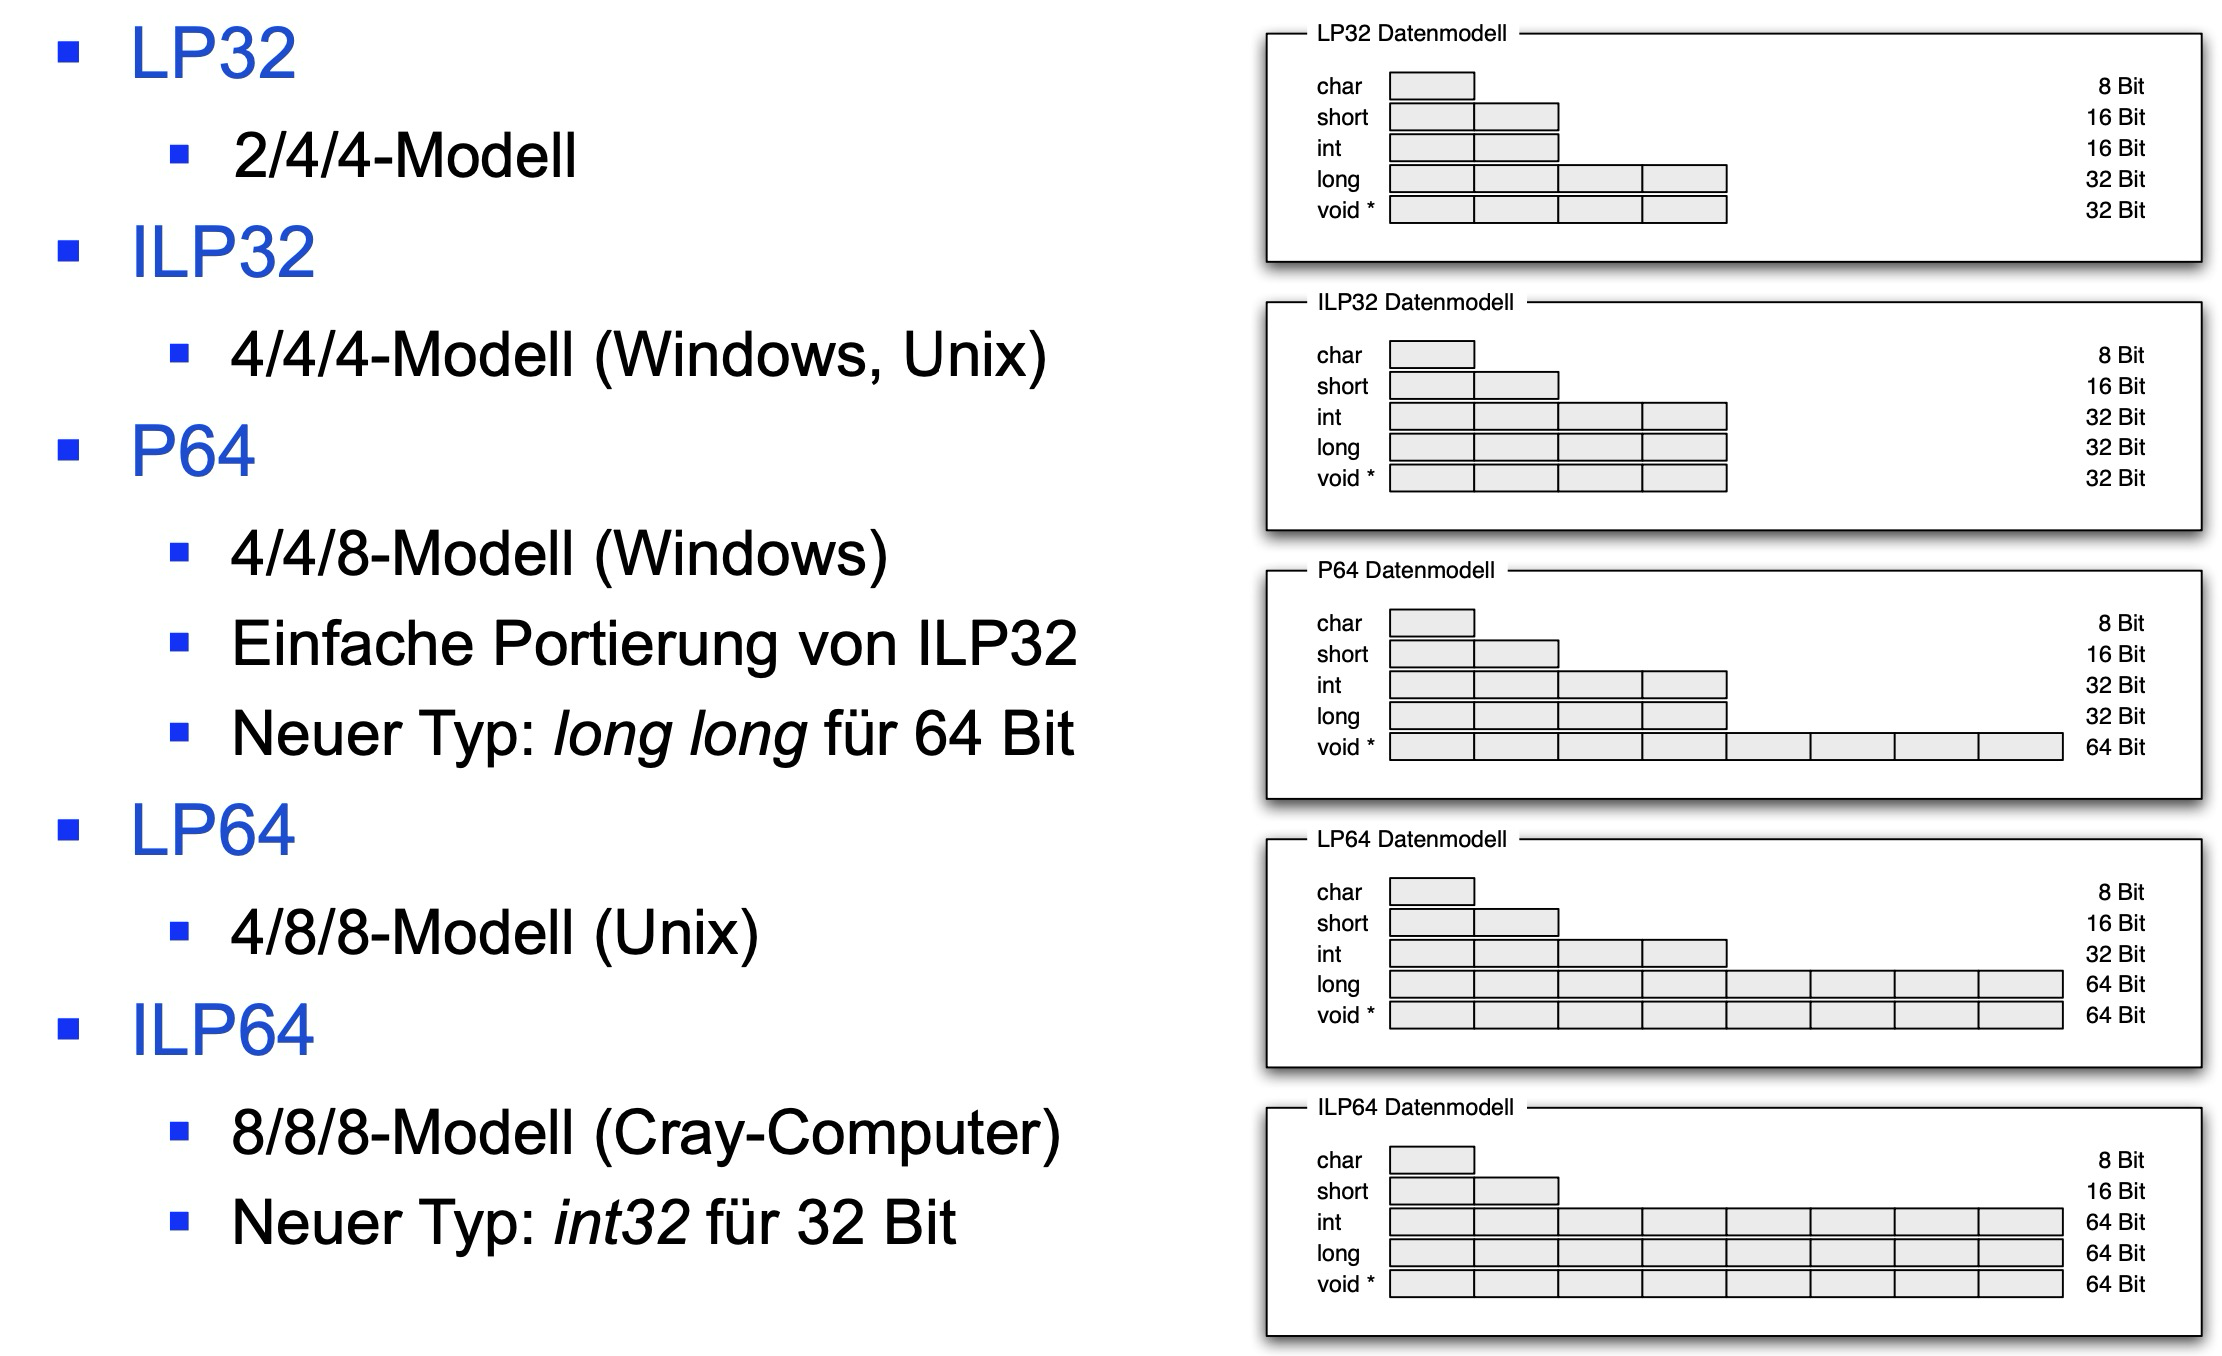 LP32
2/4/4-Modell
ILP32
4/4/4-Modell (Windows, Unix)
P64
4/4/8-Modell (Windows)
Einfache Portierung von ILP32
Neuer Typ: long long für 64 Bit
LP64
4/8/8-Modell (Unix)
ILP64
8/8/8-Modell (Cray-Computer)
Neuer Typ: int32 für 32 Bit
LP32 Datenmodell
char 8 Bit
short 16 Bit
int 16 Bit
long 32 Bit
void * 32 Bit
ILP32 Datenmodell
char 8 Bit
short 16 Bit
int 32 Bit
long 32 Bit
void * 32 Bit
P64 Datenmodell
char 8 Bit
short 16 Bit
int 32 Bit
long 32 Bit
void * 64 Bit
LP64 Datenmodell
char 8 Bit
short 16 Bit
int 32 Bit
long 64 Bit
void * 64 Bit
ILP64 Datenmodell
char 8 Bit
short 16 Bit
int 64 Bit
long 64 Bit
void * 64 Bit